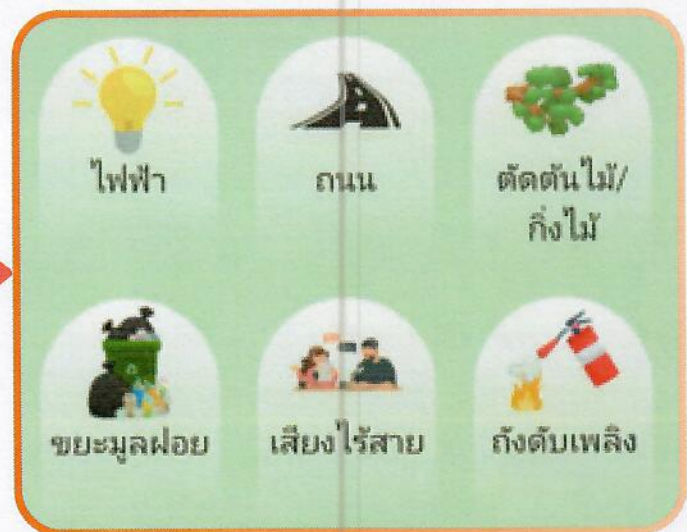 ไฟฟ้า
ถนน
ตัดต้นไม้/
กิ่งไม้
ขยะมูลฝอย
เสียงไร้สาย
ถังดับเพลิง